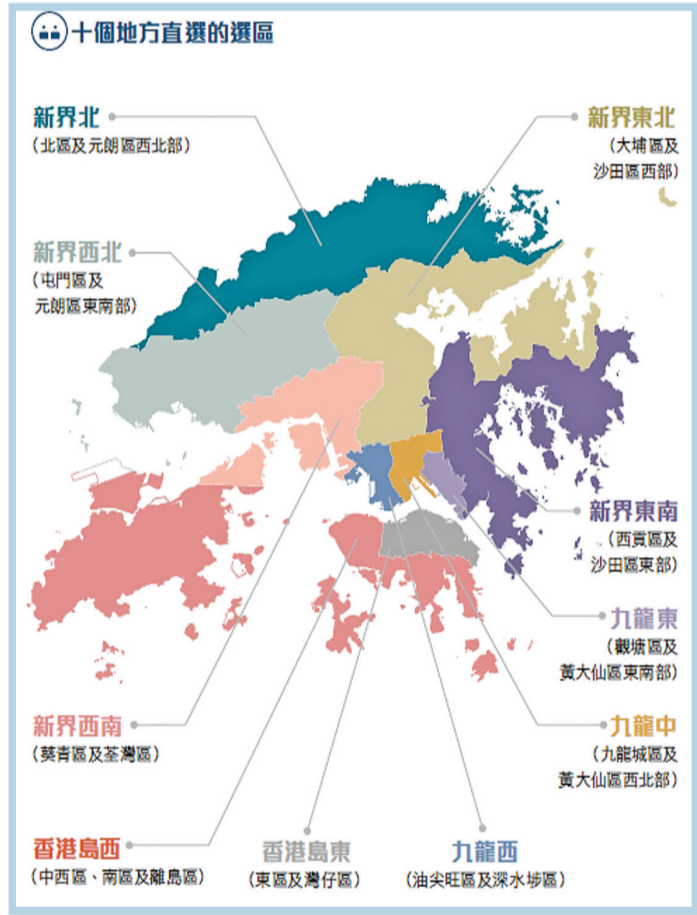 十個地方直選的選區
新界北
（北區及元朗區西北部）
新界東北
（大埔區及
沙田區西部）
新界西北
（屯門區及
元朗區東南部）
新界東南
（西貢區及
沙田區東部）
九龍東
（觀塘區及
黃大仙區東南部）
新界西南
（葵青區及荃灣區）
九龍中
（九龍城區及
黃大仙區西北部）
香港島西
（中西區、南區及離島區）
香港島東
（東區及灣仔區）
九龍西
（油尖旺區及深水埗區）